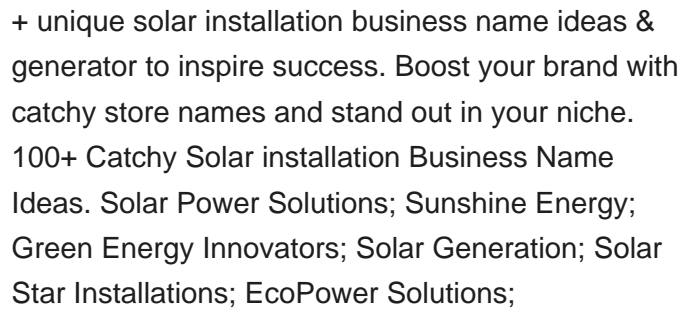 + unique solar installation business name ideas &
generator to inspire success. Boost your brand with
catchy store names and stand out in your niche.
100+ Catchy Solar installation Business Name
Ideas. Solar Power Solutions; Sunshine Energy;
Green Energy Innovators; Solar Generation; Solar
Star Installations; EcoPower Solutions;